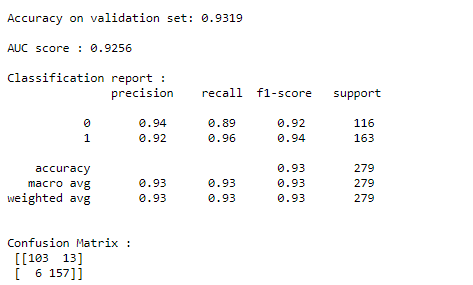 Accuracy on validation set: 0.9319
AUC score : 0.9256
Classification report :
precision recall f1-score support
0 0.94 0.89 0.92 116
1 0.92 0.96 0.94 163
accuracy 0.93 279
macro avg 0.93 0.93 0.93 279
weighted avg 0.93 0.93 0.93 279
Confusion Matrix :
[[103 13]
[ 6 157]]